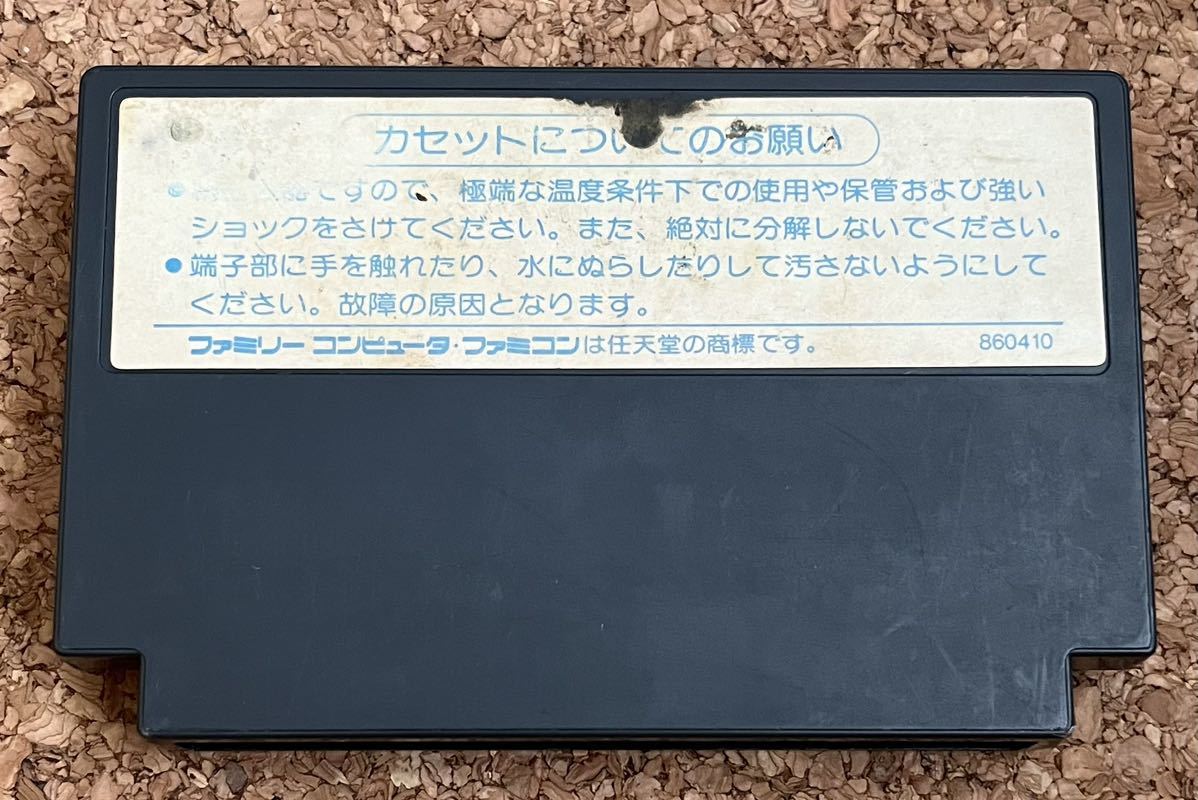 カセットについてのお願い
● 精密機器ですので、極端な温度条件下での使用や保管および強い
ショックをさけてください。また、絶対に分解しないでください。
● 端子部に手を触れたり、水にぬらしたりして汚さないようにして
ください。故障の原因となります。
ファミリー コンピュータ・ファミコンは任天堂の商標です。 860410